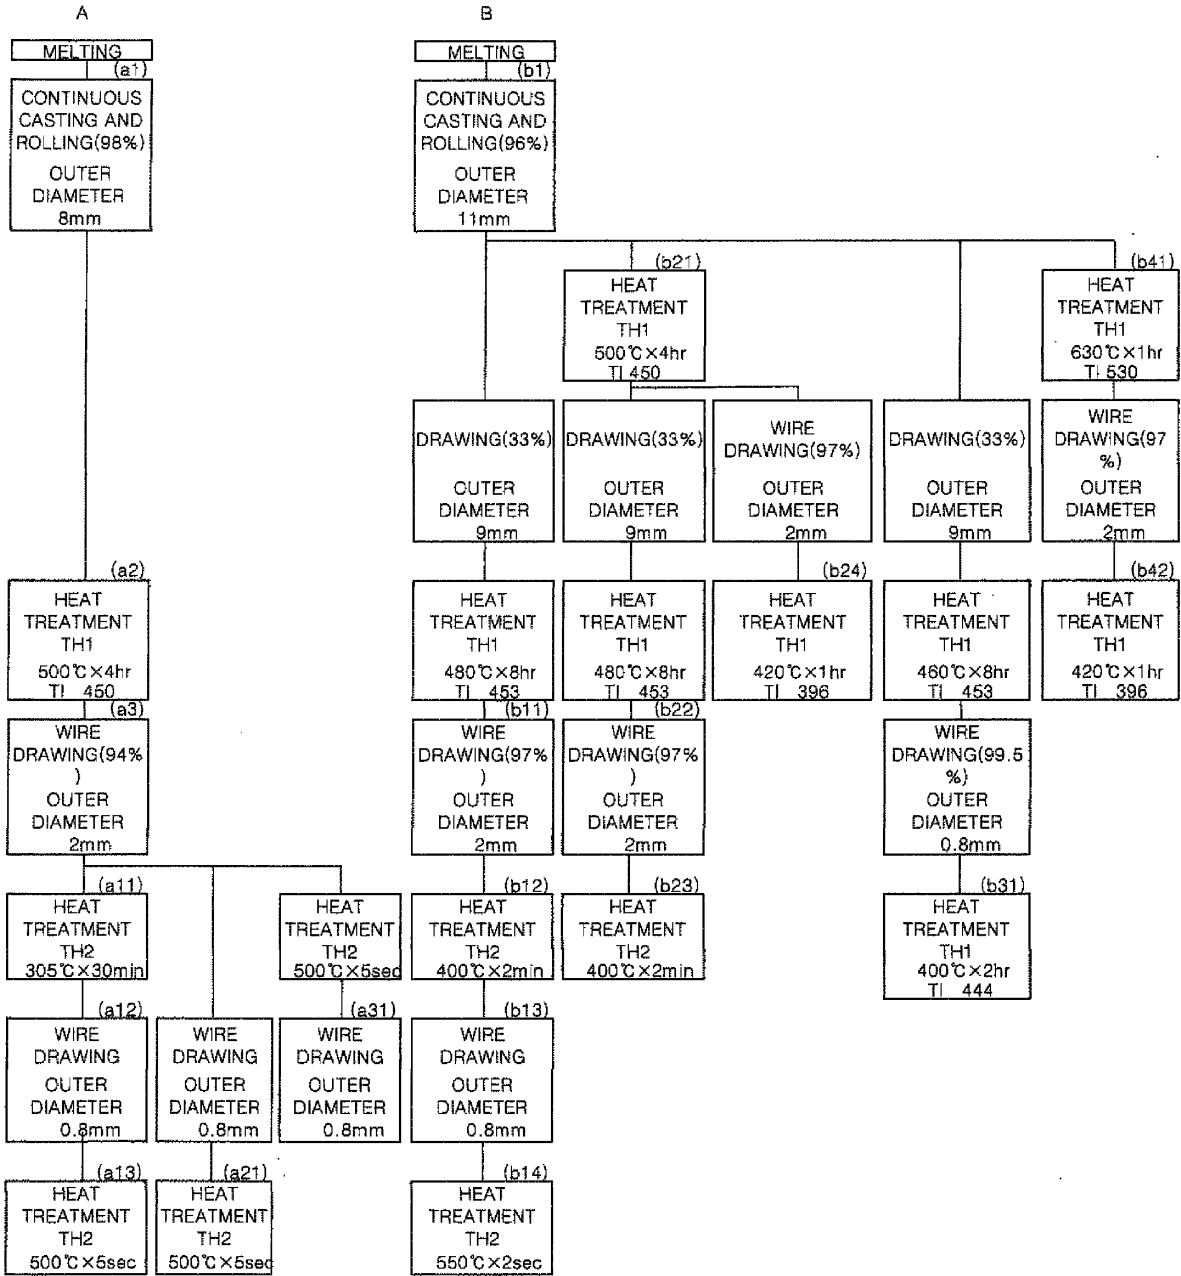 A
B
MELTING
MELTING
(a1)
(b1)
CONTINUOUS
CASTING AND
ROLLING(98%)
OUTER
DIAMETER
8mm
CONTINUOUS
CASTING AND
ROLLING(96%)
OUTER
DIAMETER
11mm
(b21)
HEAT
TREATMENT
TH1
500℃×4hr
TI 450
(b41)
HEAT
TREATMENT
TH1
630℃×1hr
TI 530
DRAWING(33%)
OUTER
DIAMETER
9mm
DRAWING(33%)
OUTER
DIAMETER
9mm
WIRE
DRAWING(97%)
OUTER
DIAMETER
2mm
DRAWING(33%)
OUTER
DIAMETER
9mm
WIRE
DRAWING(97
%)
OUTER
DIAMETER
2mm
(a2)
HEAT
TREATMENT
TH1
500℃×4hr
TI 450
HEAT
TREATMENT
TH1
480℃×8hr
TI 453
HEAT
TREATMENT
TH1
480℃×8hr
TI 453
(b24)
HEAT
TREATMENT
TH1
420℃×1hr
TI 396
HEAT
TREATMENT
TH1
460℃×8hr
TI 453
(b42)
HEAT
TREATMENT
TH1
420℃×1hr
TI 396
(a3)
WIRE
DRAWING(94%
)
OUTER
DIAMETER
2mm
(b11)
WIRE
DRAWING(97%
)
OUTER
DIAMETER
2mm
(b22)
WIRE
DRAWING(97%
)
OUTER
DIAMETER
2mm
WIRE
DRAWING(99.5
%)
OUTER
DIAMETER
0.8mm
(a11)
HEAT
TREATMENT
TH2
305℃×30min
HEAT
TREATMENT
TH2
500℃×5sec
(b12)
HEAT
TREATMENT
TH2
400℃×2min
(b23)
HEAT
TREATMENT
TH2
400℃×2min
(b31)
HEAT
TREATMENT
TH1
400℃×2hr
TI 444
(a12)
WIRE
DRAWING
OUTER
DIAMETER
0.8mm
WIRE
DRAWING
OUTER
DIAMETER
0.8mm
(a31)
WIRE
DRAWING
OUTER
DIAMETER
0.8mm
(b13)
WIRE
DRAWING
OUTER
DIAMETER
0.8mm
(a13)
HEAT
TREATMENT
TH2
500℃×5sec
(a21)
HEAT
TREATMENT
TH2
500℃×5sec
(b14)
HEAT
TREATMENT
TH2
550℃×2sec